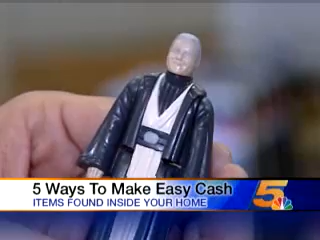 5 Ways To Make Easy Cash
ITEMS FOUND INSIDE YOUR HOME
5